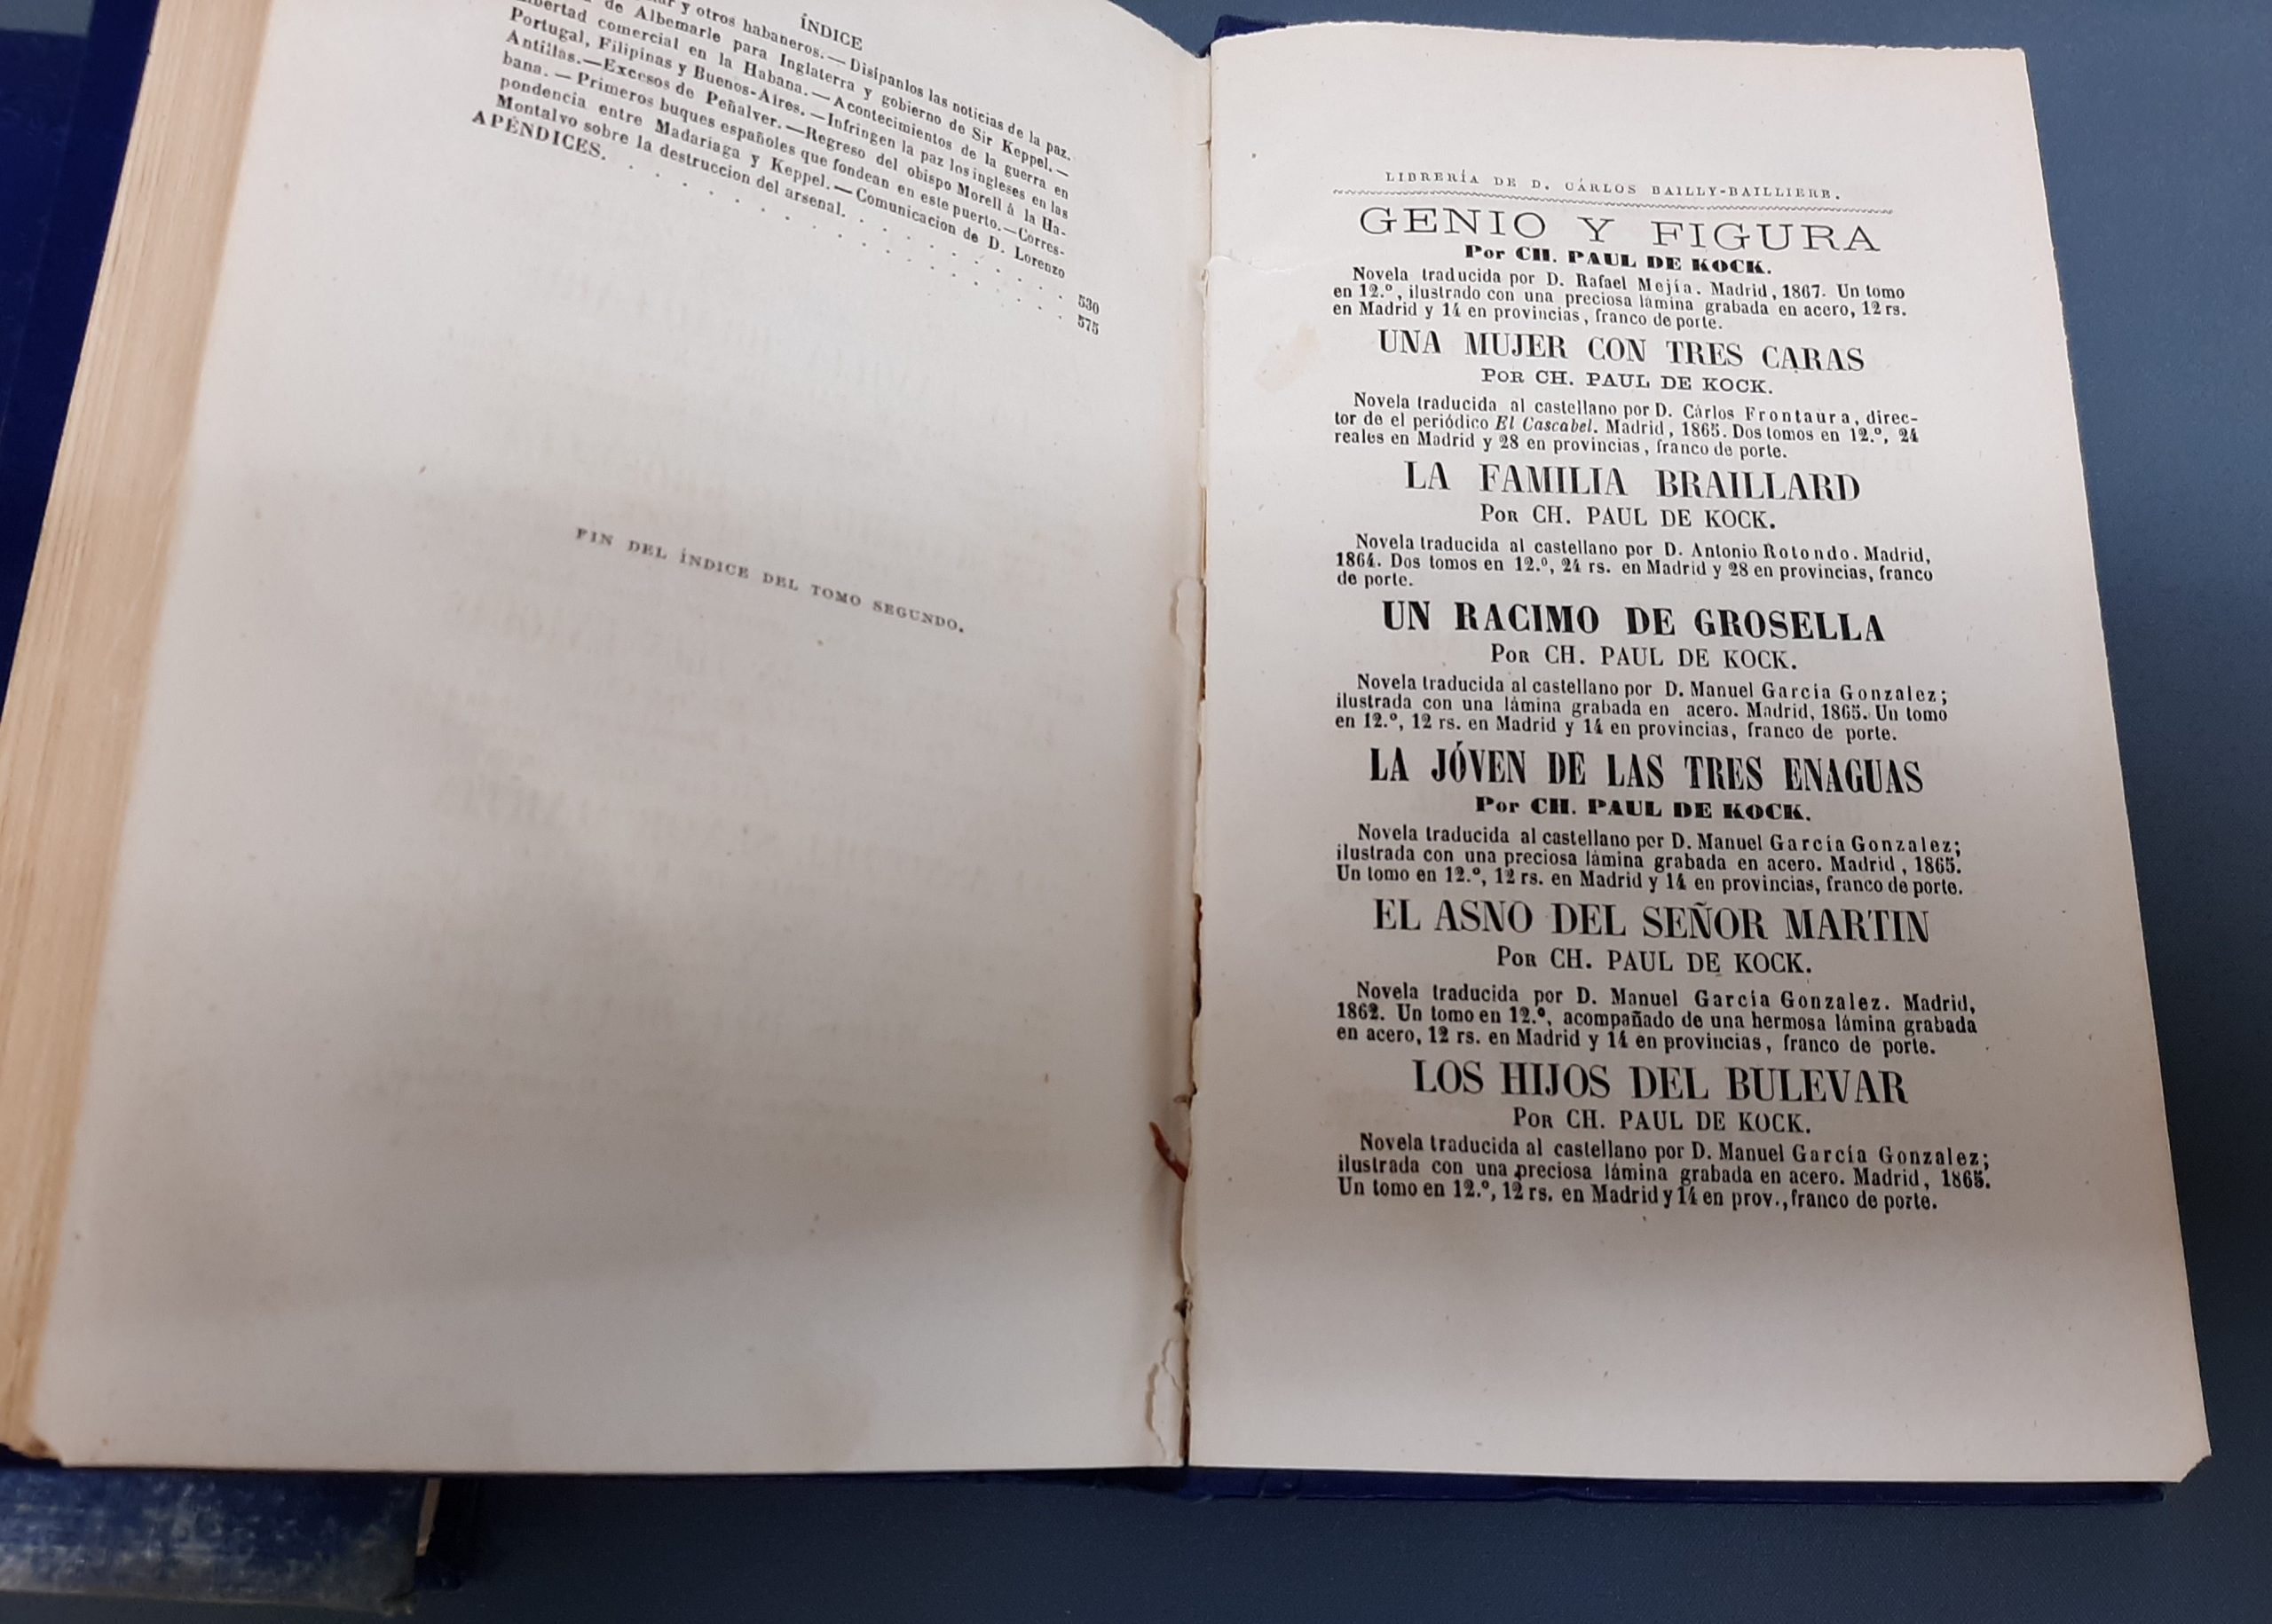 ÍNDICE
y otros habaneros.—Disípanlos las noticias de la paz.
de Albemarle para Inglaterra y gobierno de Sir Keppel.—
libertad comercial en la Habana.—Acontecimientos de la guerra en
Portugal, Filipinas y Buenos-Aires.—Infringen la paz los ingleses en las
Antillas.—Excesos de Peñalver.—Regreso del obispo Morell á la Ha-
bana.—Primeros buques españoles que fondean en este puerto.—Corres-
pondencia entre Madariaga y Keppel.—Comunicacion de D. Lorenzo
Montalvo sobre la destruccion del arsenal. . . . . . . . . 530
APÉNDICES. . . . . . . . . . . . . . . . . . 575
FIN DEL ÍNDICE DEL TOMO SEGUNDO.
LIBRERÍA DE D. CÁRLOS BAILLY-BAILLIERE.
GENIO Y FIGURA
Por CH. PAUL DE KOCK.
Novela traducida por D. Rafael Mejía. Madrid, 1867. Un tomo
en 12.º, ilustrado con una preciosa lámina grabada en acero, 12 rs.
en Madrid y 14 en provincias, franco de porte.
UNA MUJER CON TRES CARAS
POR CH. PAUL DE KOCK.
Novela traducida al castellano por D. Cárlos Frontaura, direc-
tor de el periódico El Cascabel. Madrid, 1865. Dos tomos en 12.º, 24
reales en Madrid y 28 en provincias, franco de porte.
LA FAMILIA BRAILLARD
POR CH. PAUL DE KOCK.
Novela traducida al castellano por D. Antonio Rotondo. Madrid,
1864. Dos tomos en 12.º, 24 rs. en Madrid y 28 en provincias, franco
de porte.
UN RACIMO DE GROSELLA
POR CH. PAUL DE KOCK.
Novela traducida al castellano por D. Manuel García Gonzalez;
ilustrada con una lámina grabada en acero. Madrid, 1865. Un tomo
en 12.º, 12 rs. en Madrid y 14 en provincias, franco de porte.
LA JÓVEN DE LAS TRES ENAGUAS
Por CH. PAUL DE KOCK.
Novela traducida al castellano por D. Manuel García Gonzalez;
ilustrada con una preciosa lámina grabada en acero. Madrid, 1865.
Un tomo en 12.º, 12 rs. en Madrid y 14 en provincias, franco de porte.
EL ASNO DEL SEÑOR MARTIN
POR CH. PAUL DE KOCK.
Novela traducida por D. Manuel García Gonzalez. Madrid,
1862. Un tomo en 12.º, acompañado de una hermosa lámina grabada
en acero, 12 rs. en Madrid y 14 en provincias, franco de porte.
LOS HIJOS DEL BULEVAR
POR CH. PAUL DE KOCK.
Novela traducida al castellano por D. Manuel García Gonzalez;
ilustrada con una preciosa lámina grabada en acero. Madrid, 1865.
Un tomo en 12.º, 12 rs. en Madrid y 14 en prov., franco de porte.